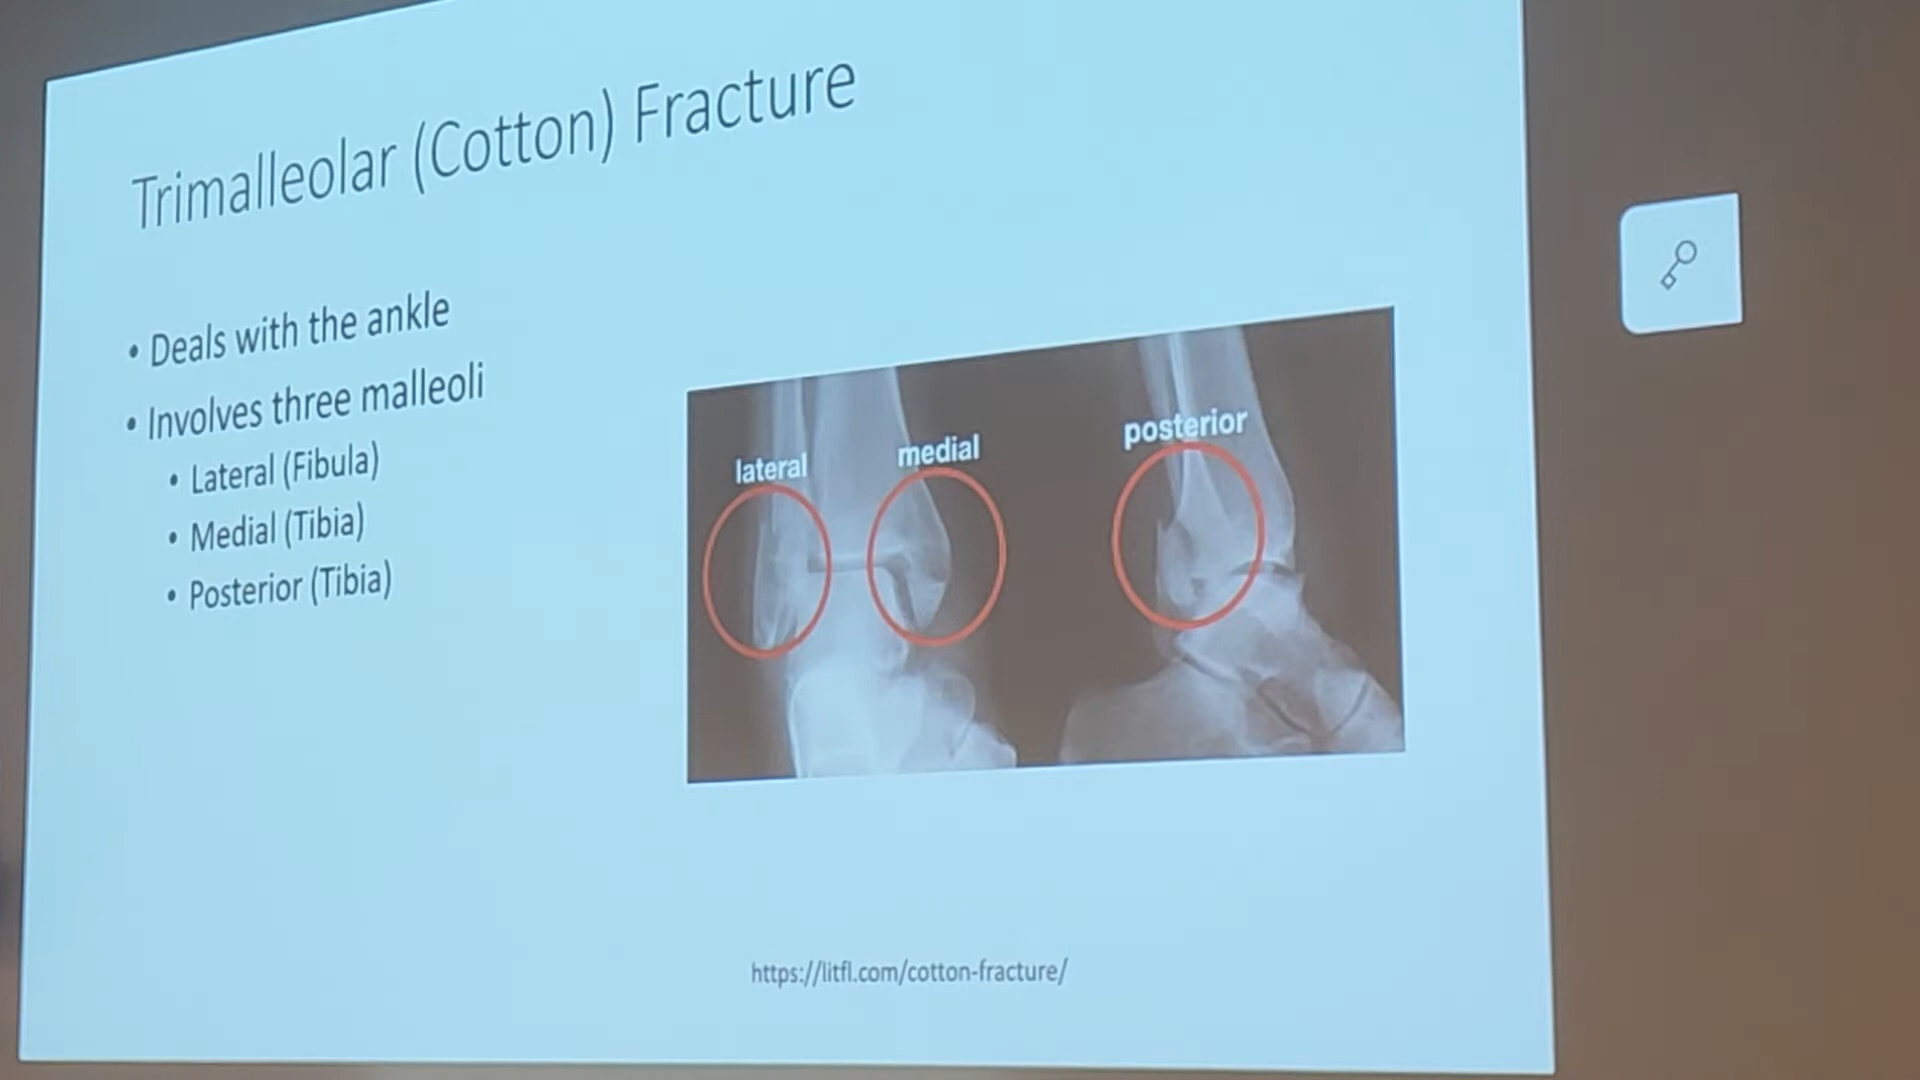 Trimalleolar (Cotton) Fracture
• Deals with the ankle
• Involves three malleoli
• Lateral (Fibula)
• Medial (Tibia)
• Posterior (Tibia)
lateral
medial
posterior
https://litfl.com/cotton-fracture/